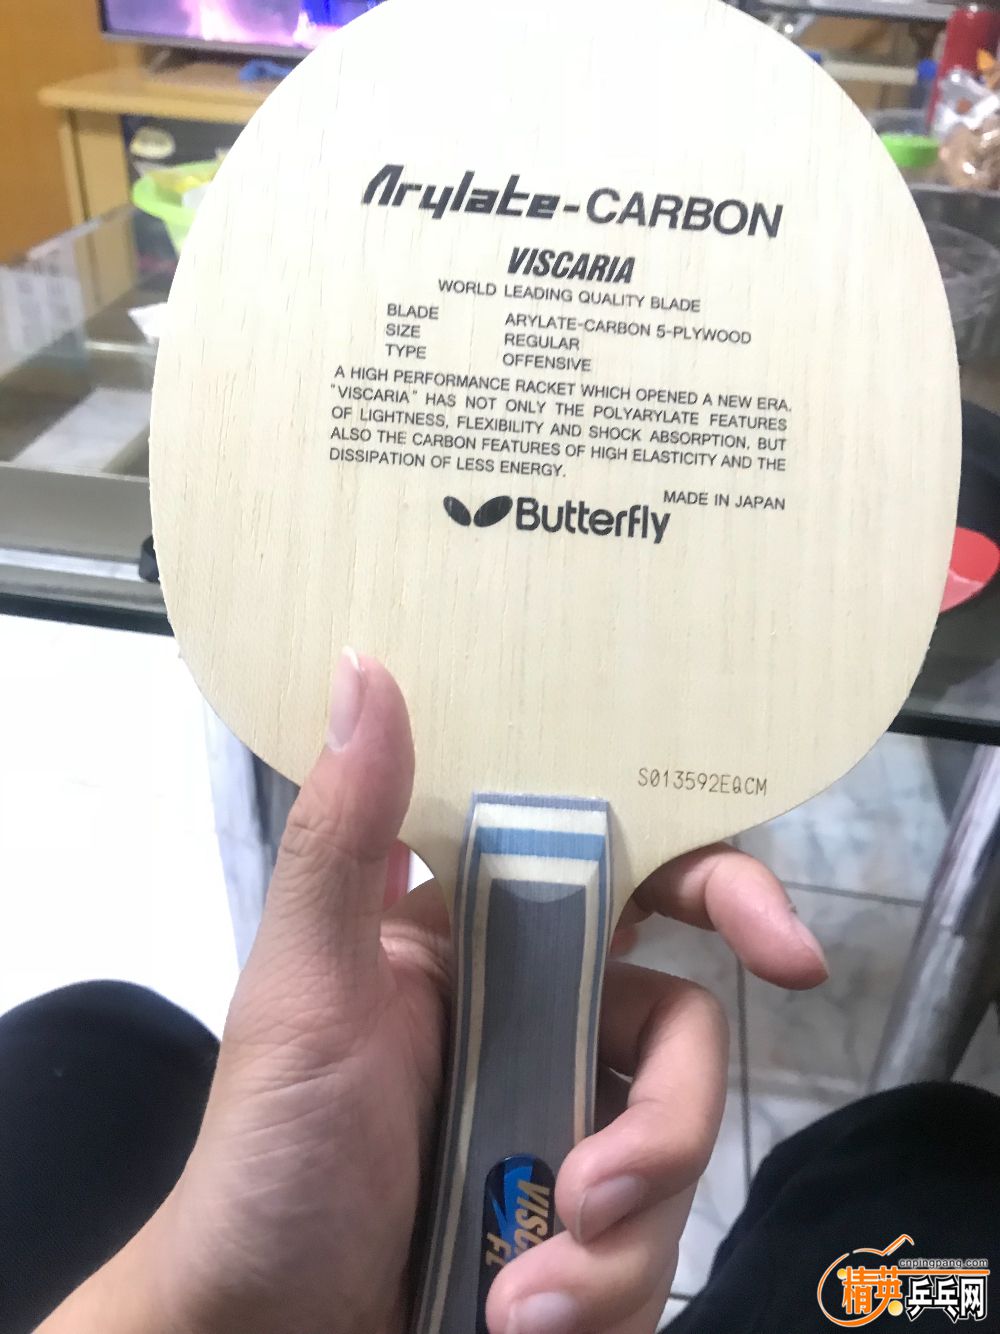 Arylate-CARBON
VISCARIA
WORLD LEADING QUALITY BLADE
BLADE ARYLATE-CARBON 5-PLYWOOD
SIZE REGULAR
TYPE OFFENSIVE
A HIGH PERFORMANCE RACKET WHICH OPENED A NEW ERA.
"VISCARIA" HAS NOT ONLY THE POLYARYLATE FEATURES
OF LIGHTNESS, FLEXIBILITY AND SHOCK ABSORPTION, BUT
ALSO THE CARBON FEATURES OF HIGH ELASTICITY AND THE
DISSIPATION OF LESS ENERGY.
MADE IN JAPAN
Butterfly
S013592EQCM
VISC
FL
cnpingpang.com
精英乒乓网